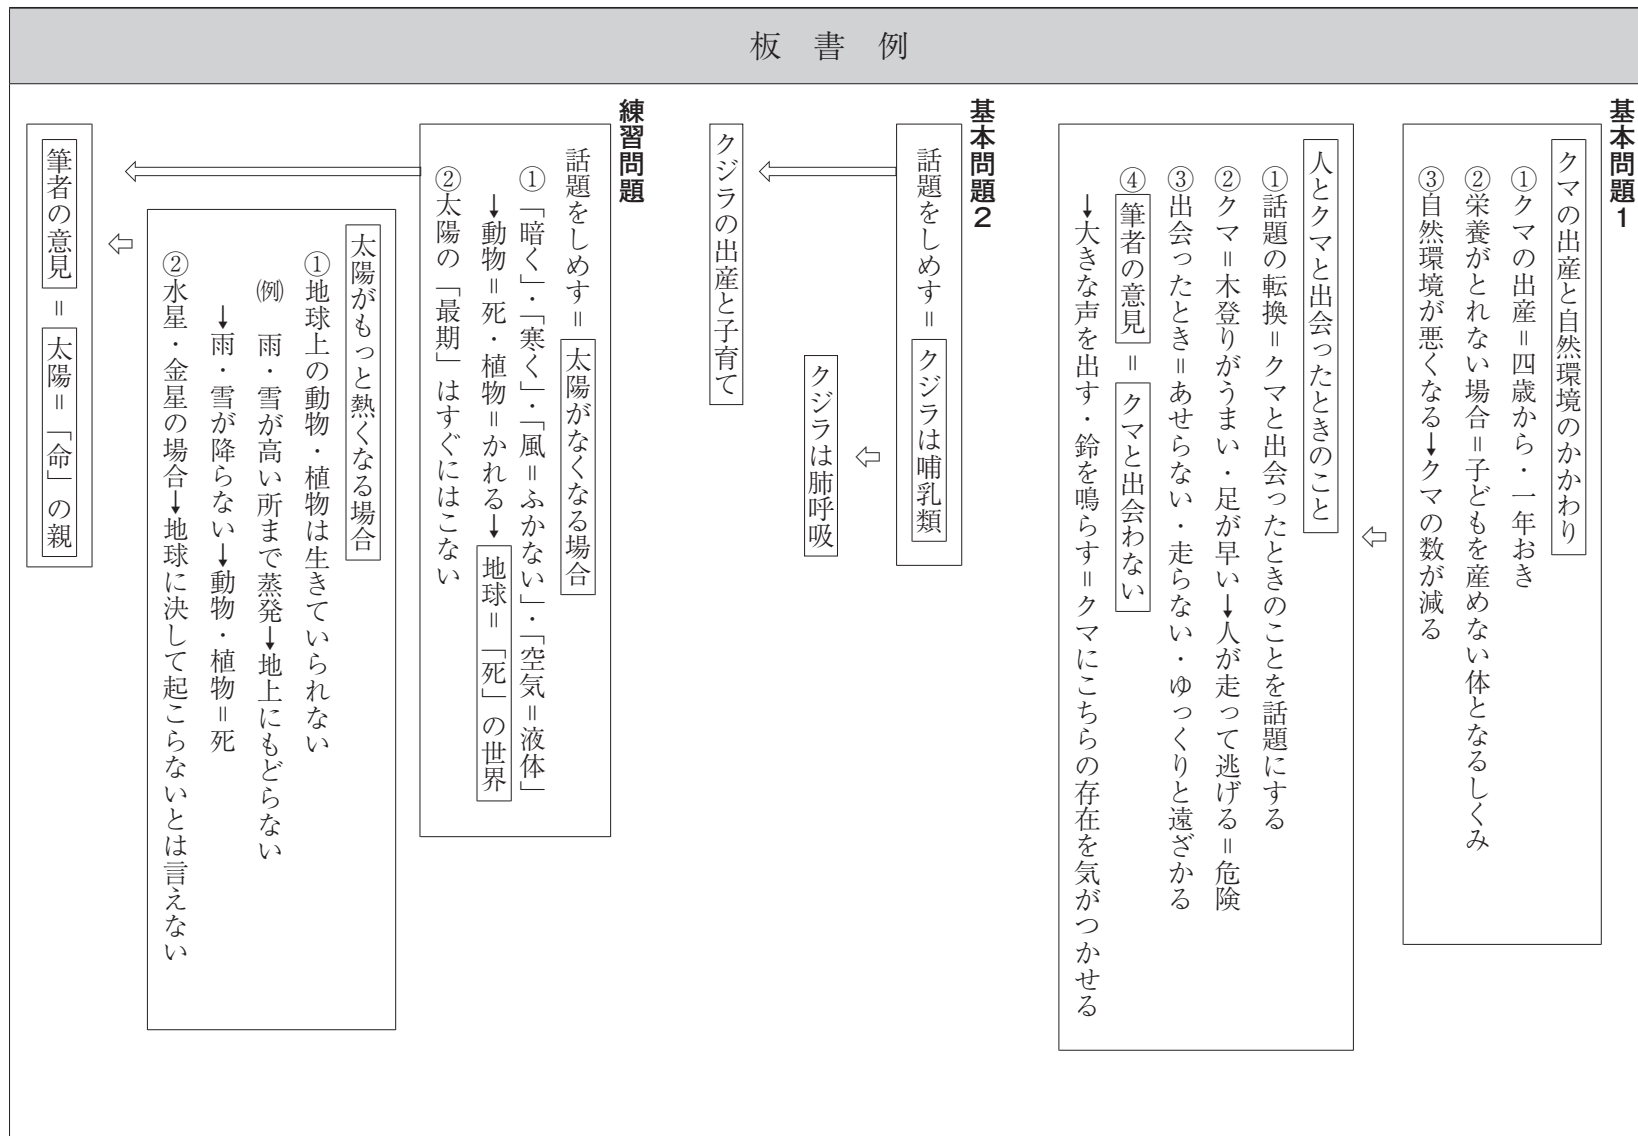 板書例
基本問題1
クマの出産と自然環境のかかわり
①クマの出産＝四歳から・一年おき
②栄養がとれない場合＝子どもを産めない体となるしくみ
③自然環境が悪くなる→クマの数が減る
⇦
人とクマと出会ったときのこと
①話題の転換＝クマと出会ったときのことを話題にする
②クマ＝木登りがうまい・足が早い→人が走って逃げる＝危険
③出会ったとき＝あせらない・走らない・ゆっくりと遠ざかる
④筆者の意見＝クマと出会わない
→大きな声を出す・鈴を鳴らす＝クマにこちらの存在を気がつかせる
基本問題2
話題をしめす＝クジラは哺乳類
⇦
クジラは肺呼吸
クジラの出産と子育て
練習問題
話題をしめす＝太陽がなくなる場合
①「暗く」・「寒く」・「風＝ふかない」・「空気＝液体」
→動物＝死・植物＝かれる→地球＝「死」の世界
②太陽の「最期」はすぐにはこない
太陽がもっと熱くなる場合
①地球上の動物・植物は生きていられない
(例)　雨・雪が高い所まで蒸発→地上にもどらない
→雨・雪が降らない→動物・植物＝死
②水星・金星の場合→地球に決して起こらないとは言えない
⇦
筆者の意見＝太陽＝「命」の親